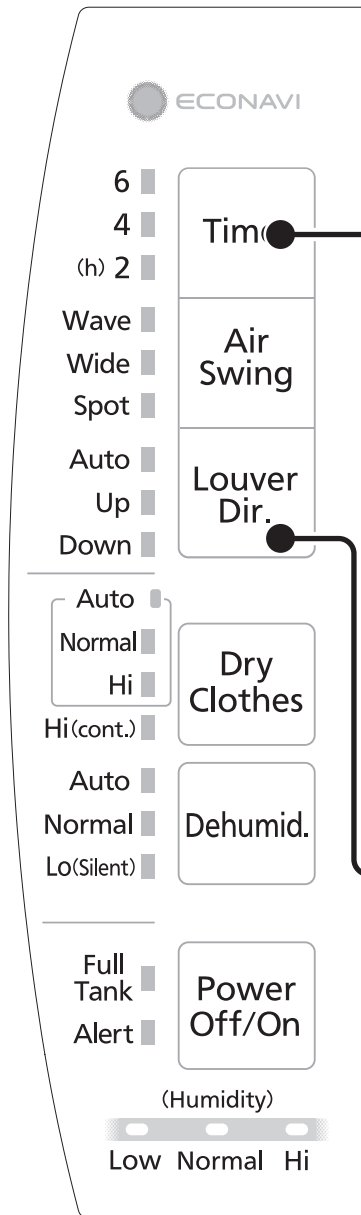 ECONAVI
6
4
(h) 2
Time
Wave
Wide
Spot
Air
Swing
Auto
Up
Down
Louver
Dir.
Auto
Normal
Hi
Hi(cont.)
Dry
Clothes
Auto
Normal
Lo(Silent)
Dehumid.
Full
Tank
Alert
Power
Off/On
(Humidity)
Low Normal Hi